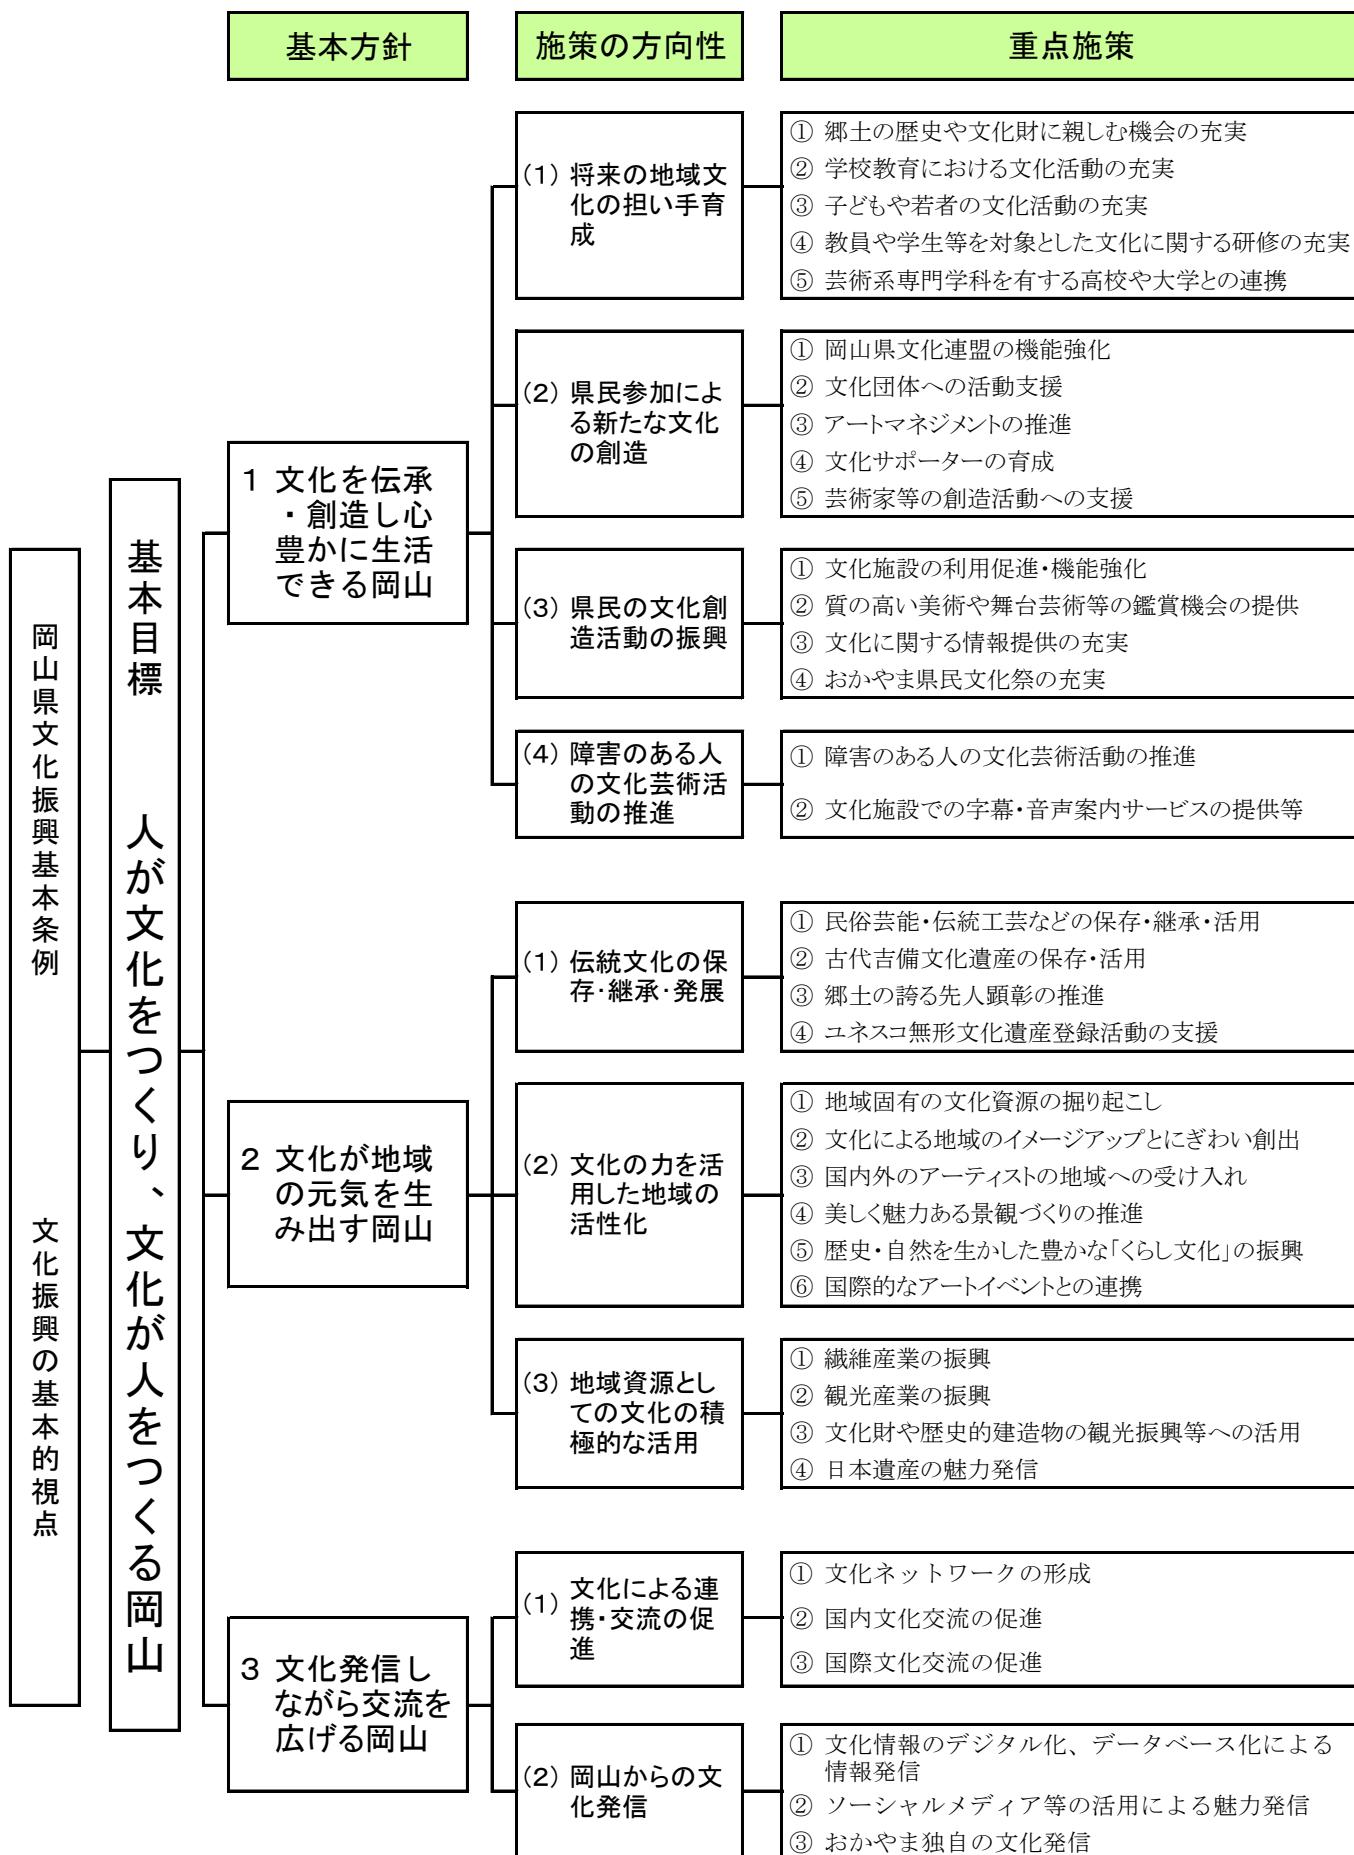 基本方針
施策の方向性
重点施策
岡山県文化振興基本条例
文化振興の基本的視点
基本目標 人が文化をつくり、文化が人をつくる岡山
1 文化を伝承
・創造し心
豊かに生活
できる岡山
(1) 将来の地域文
化の担い手育
成
① 郷土の歴史や文化財に親しむ機会の充実
② 学校教育における文化活動の充実
③ 子どもや若者の文化活動の充実
④ 教員や学生等を対象とした文化に関する研修の充実
⑤ 芸術系専門学科を有する高校や大学との連携
(2) 県民参加によ
る新たな文化
の創造
① 岡山県文化連盟の機能強化
② 文化団体への活動支援
③ アートマネジメントの推進
④ 文化サポーターの育成
⑤ 芸術家等の創造活動への支援
(3) 県民の文化創
造活動の振興
① 文化施設の利用促進・機能強化
② 質の高い美術や舞台芸術等の鑑賞機会の提供
③ 文化に関する情報提供の充実
④ おかやま県民文化祭の充実
(4) 障害のある人
の文化芸術活
動の推進
① 障害のある人の文化芸術活動の推進
② 文化施設での字幕・音声案内サービスの提供等
2 文化が地域
の元気を生
み出す岡山
(1) 伝統文化の保
存・継承・発展
① 民俗芸能・伝統工芸などの保存・継承・活用
② 古代吉備文化遺産の保存・活用
③ 郷土の誇る先人顕彰の推進
④ ユネスコ無形文化遺産登録活動の支援
(2) 文化の力を活
用した地域の
活性化
① 地域固有の文化資源の掘り起こし
② 文化による地域のイメージアップとにぎわい創出
③ 国内外のアーティストの地域への受け入れ
④ 美しく魅力ある景観づくりの推進
⑤ 歴史・自然を生かした豊かな「くらし文化」の振興
⑥ 国際的なアートイベントとの連携
(3) 地域資源とし
ての文化の積
極的な活用
① 繊維産業の振興
② 観光産業の振興
③ 文化財や歴史的建造物の観光振興等への活用
④ 日本遺産の魅力発信
3 文化発信し
ながら交流を
広げる岡山
(1) 文化による連
携・交流の促
進
① 文化ネットワークの形成
② 国内文化交流の促進
③ 国際文化交流の促進
(2) 岡山からの文
化発信
① 文化情報のデジタル化、データベース化による
情報発信
② ソーシャルメディア等の活用による魅力発信
③ おかやま独自の文化発信